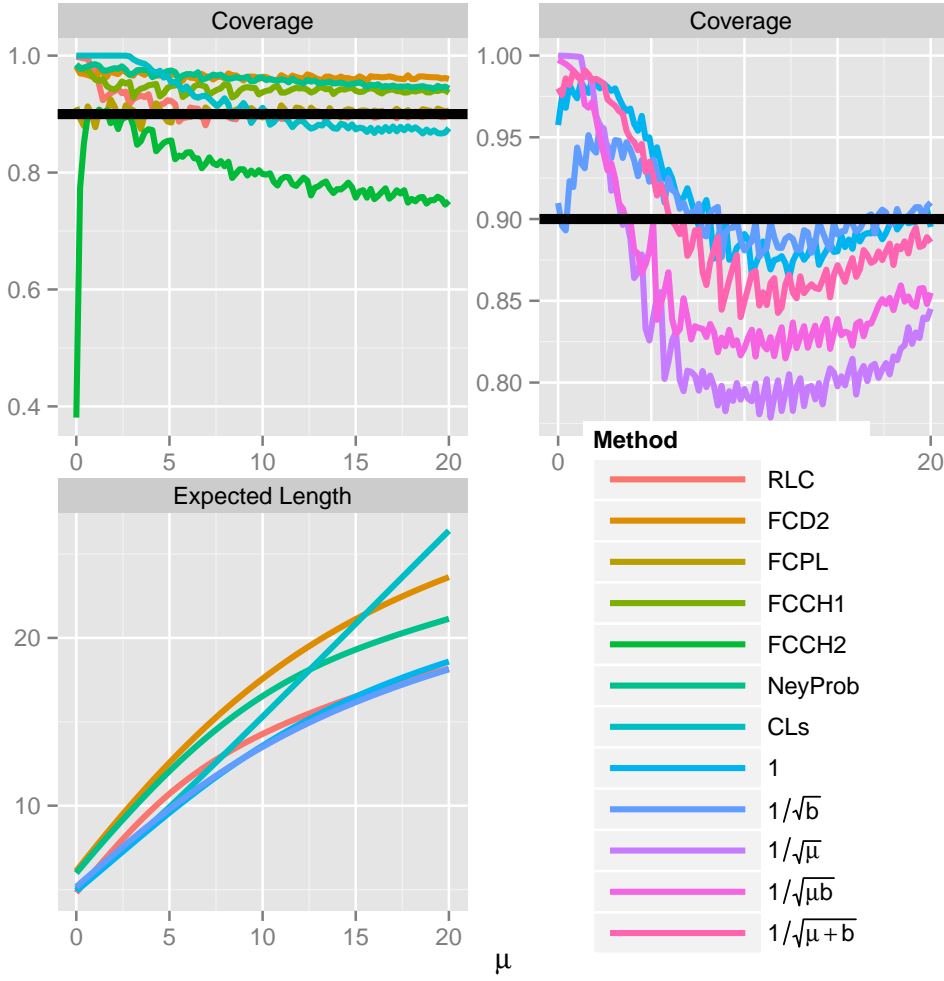 Coverage
1.0
0.8
0.6
0.4
0 5 10 15 20
Coverage
1.00
0.95
0.90
0.85
0.80
0 20
Expected Length
20
10
0 5 10 15 20
μ
Method
RLC
FCD2
FCPL
FCCH1
FCCH2
NeyProb
CLs
1
1/√b
1/√μ
1/√μb
1/√μ+b